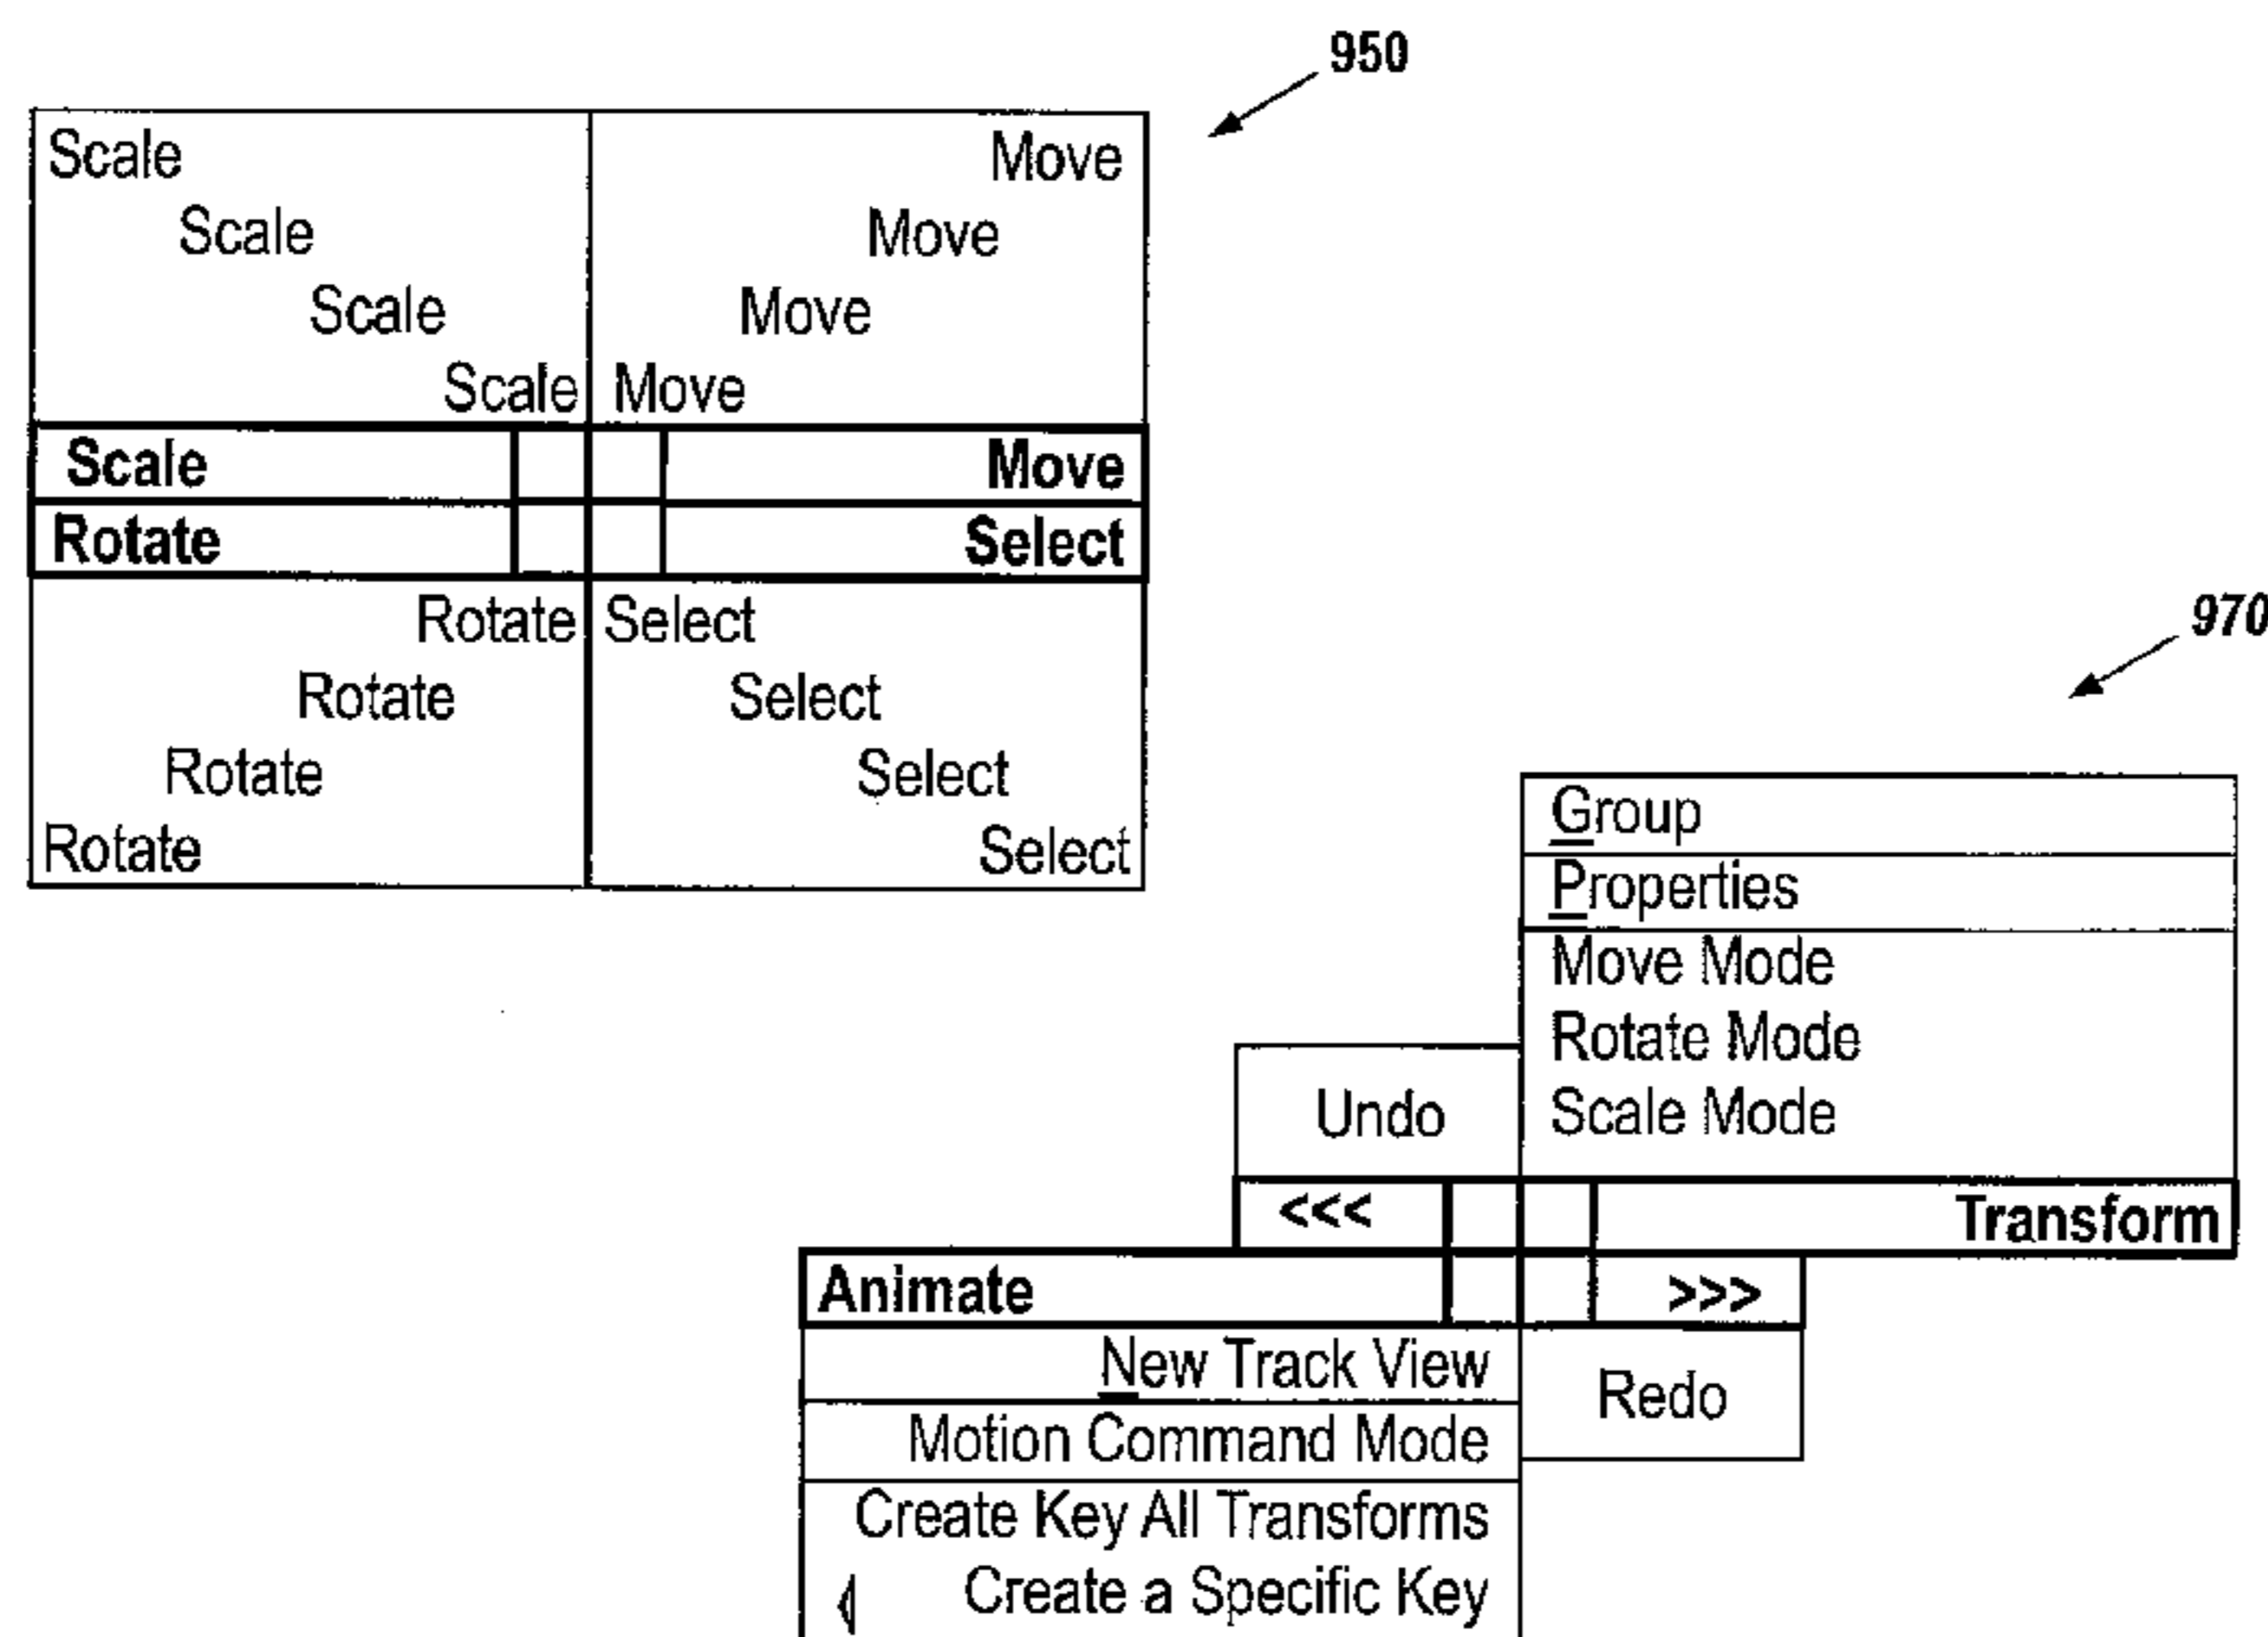 950
Scale Move
Scale Move
Scale Move
Scale Move
Scale Move
Rotate Select
Rotate Select
Rotate Select
Rotate Select
Rotate Select
970
Group
Properties
Move Mode
Rotate Mode
Scale Mode
Undo
<<< Transform
Animate >>>
New Track View
Redo
Motion Command Mode
Create Key All Transforms
Create a Specific Key